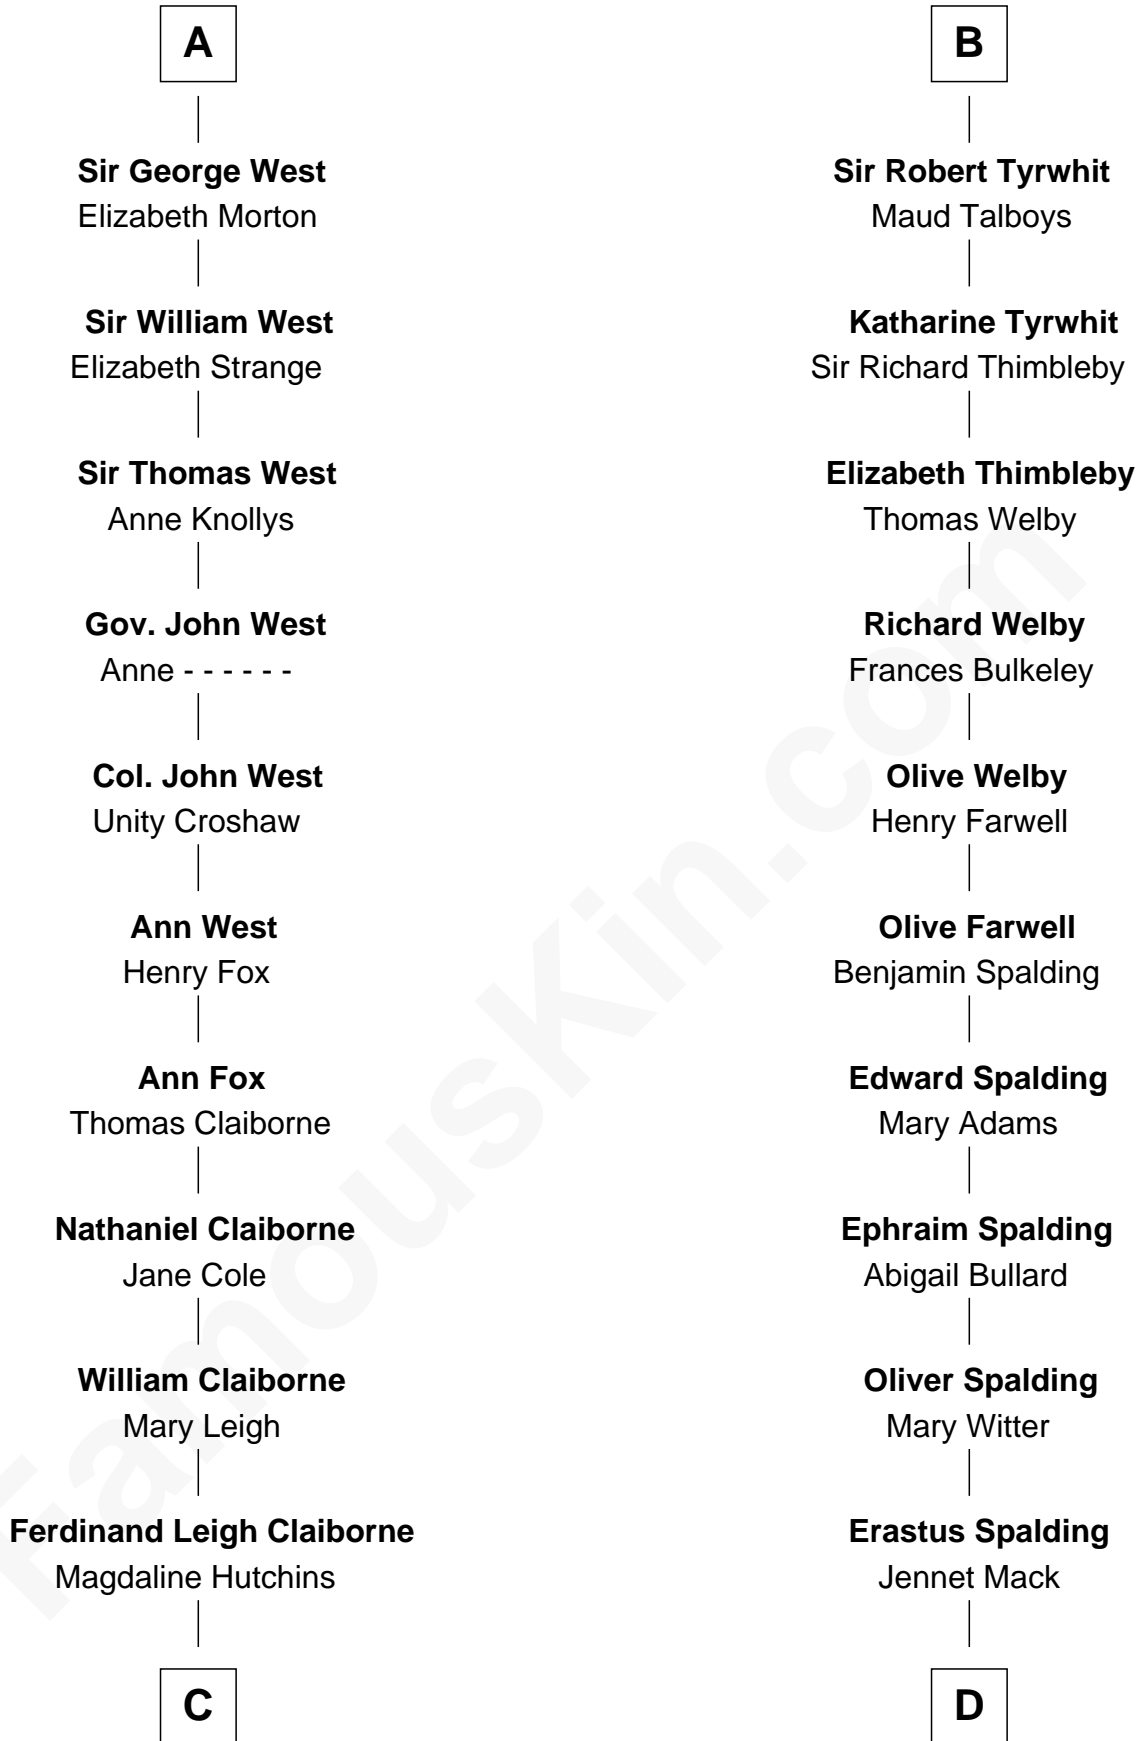 A
Sir George West
Elizabeth Morton
Sir William West
Elizabeth Strange
Sir Thomas West
Anne Knollys
Gov. John West
Anne - - - - - -
Col. John West
Unity Croshaw
Ann West
Henry Fox
Ann Fox
Thomas Claiborne
Nathaniel Claiborne
Jane Cole
William Claiborne
Mary Leigh
Ferdinand Leigh Claiborne
Magdaline Hutchins
C
B
Sir Robert Tyrwhit
Maud Talboys
Katharine Tyrwhit
Sir Richard Thimbleby
Elizabeth Thimbleby
Thomas Welby
Richard Welby
Frances Bulkeley
Olive Welby
Henry Farwell
Olive Farwell
Benjamin Spalding
Edward Spalding
Mary Adams
Ephraim Spalding
Abigail Bullard
Oliver Spalding
Mary Witter
Erastus Spalding
Jennet Mack
D
FamousKin.com